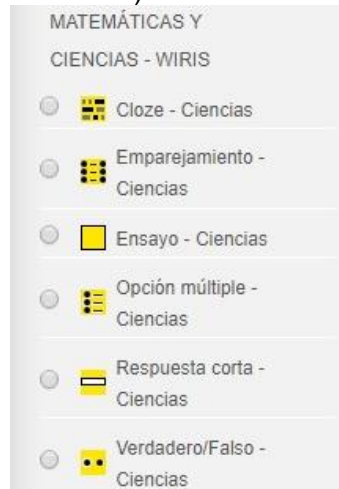 MATEMÁTICAS Y
CIENCIAS - WIRIS
Cloze - Ciencias
Emparejamiento -
Ciencias
Ensayo - Ciencias
Opción múltiple -
Ciencias
Respuesta corta -
Ciencias
Verdadero/Falso -
Ciencias